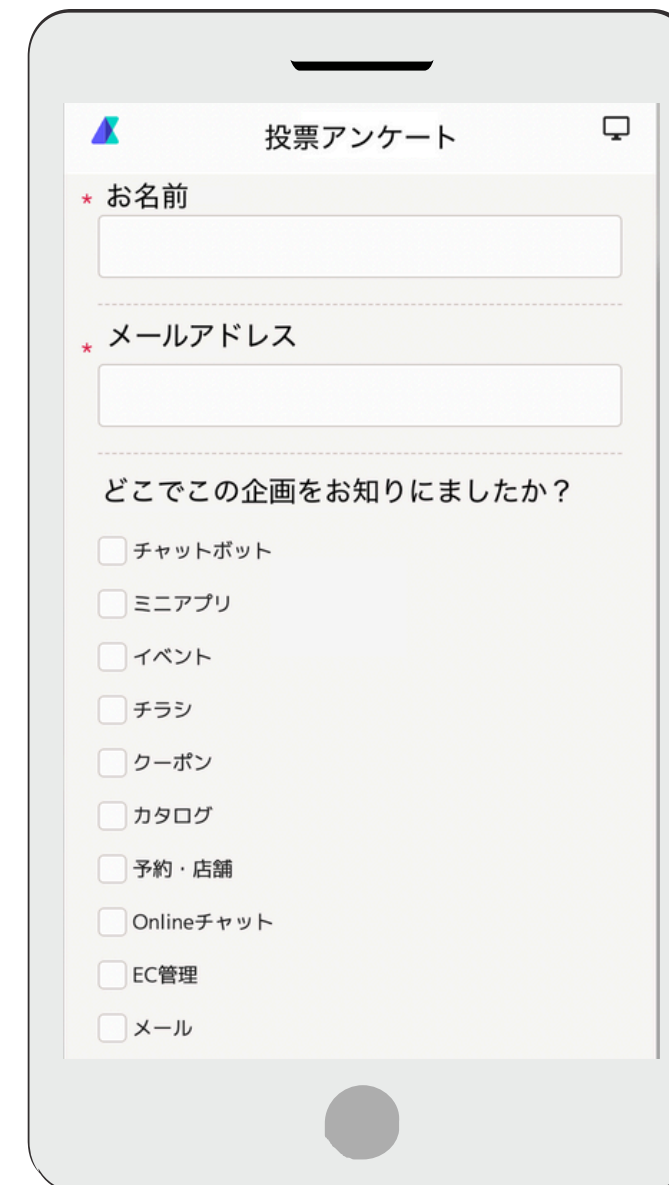 投票アンケート
* お名前
* メールアドレス
どこでこの企画をお知りにましたか？
チャットボット
ミニアプリ
イベント
チラシ
クーポン
カタログ
予約・店舗
Onlineチャット
EC管理
メール